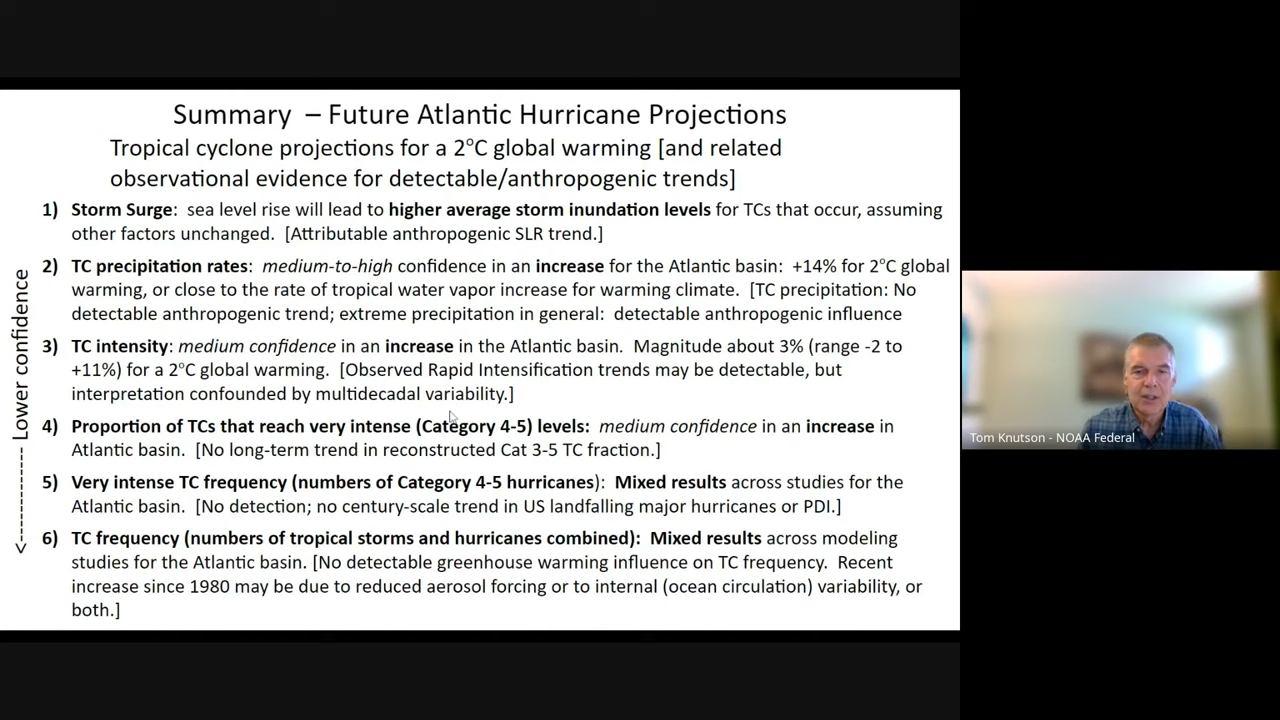 Summary – Future Atlantic Hurricane Projections
Tropical cyclone projections for a 2°C global warming [and related
observational evidence for detectable/anthropogenic trends]
1) Storm Surge: sea level rise will lead to higher average storm inundation levels for TCs that occur, assuming
other factors unchanged. [Attributable anthropogenic SLR trend.]
2) TC precipitation rates: medium-to-high confidence in an increase for the Atlantic basin: +14% for 2°C global
warming, or close to the rate of tropical water vapor increase for warming climate. [TC precipitation: No
detectable anthropogenic trend; extreme precipitation in general: detectable anthropogenic influence
3) TC intensity: medium confidence in an increase in the Atlantic basin. Magnitude about 3% (range -2 to
+11%) for a 2°C global warming. [Observed Rapid Intensification trends may be detectable, but
interpretation confounded by multidecadal variability.]
4) Proportion of TCs that reach very intense (Category 4-5) levels: medium confidence in an increase in
Atlantic basin. [No long-term trend in reconstructed Cat 3-5 TC fraction.]
5) Very intense TC frequency (numbers of Category 4-5 hurricanes): Mixed results across studies for the
Atlantic basin. [No detection; no century-scale trend in US landfalling major hurricanes or PDI.]
6) TC frequency (numbers of tropical storms and hurricanes combined): Mixed results across modeling
studies for the Atlantic basin. [No detectable greenhouse warming influence on TC frequency. Recent
increase since 1980 may be due to reduced aerosol forcing or to internal (ocean circulation) variability, or
both.]
<------------- Lower confidence
Tom Knutson - NOAA Federal